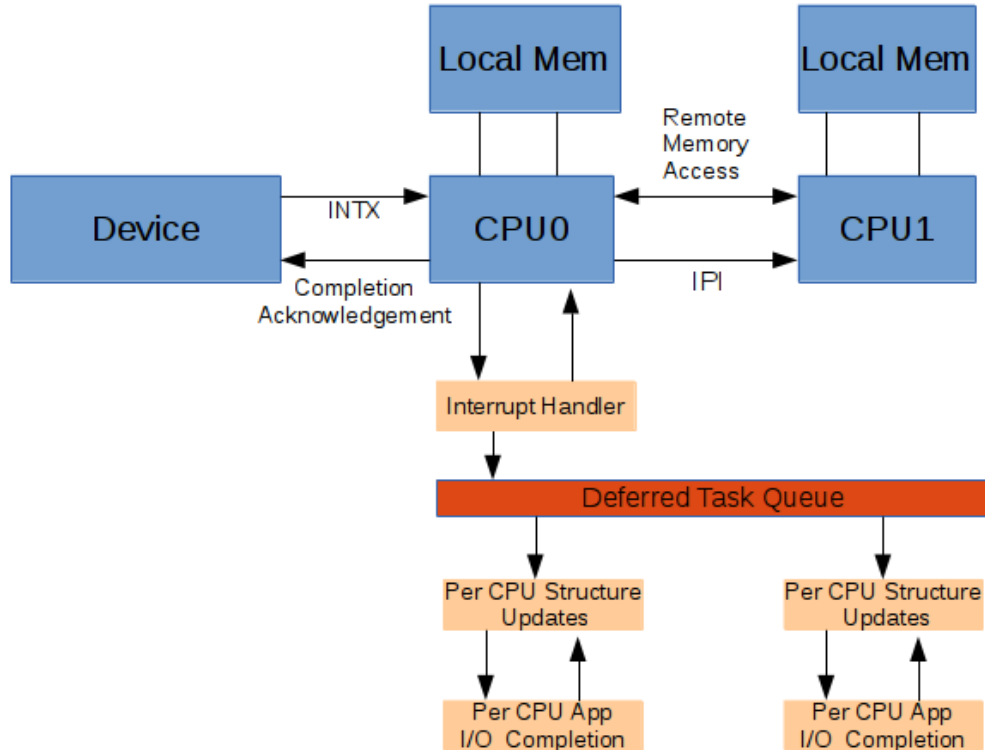 Local Mem
Local Mem
Remote
Memory
Access
Device
INTX
CPU0
CPU1
Completion
Acknowledgement
IPI
Interrupt Handler
Deferred Task Queue
Per CPU Structure
Updates
Per CPU Structure
Updates
Per CPU App
I/O Completion
Per CPU App
I/O Completion